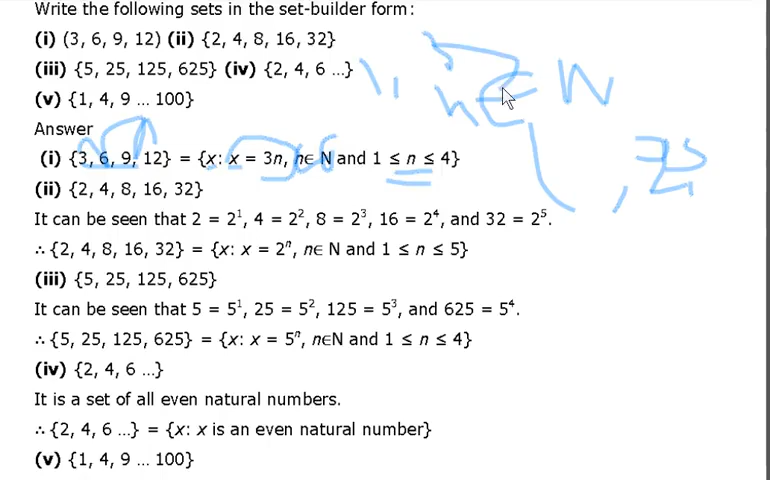 Write the following sets in the set-builder form:
(i) (3, 6, 9, 12) (ii) {2, 4, 8, 16, 32}
(iii) {5, 25, 125, 625} (iv) {2, 4, 6 …}
n∈ N
(v) {1, 4, 9 … 100}
Answer
(i) {3, 6, 9, 12} = {x: x = 3n, n∈ N and 1 ≤ n ≤ 4}
(ii) {2, 4, 8, 16, 32}
It can be seen that 2 = 2¹, 4 = 2², 8 = 2³, 16 = 2⁴, and 32 = 2⁵.
∴ {2, 4, 8, 16, 32} = {x: x = 2ⁿ, n∈ N and 1 ≤ n ≤ 5}
(iii) {5, 25, 125, 625}
It can be seen that 5 = 5¹, 25 = 5², 125 = 5³, and 625 = 5⁴.
∴ {5, 25, 125, 625} = {x: x = 5ⁿ, n∈N and 1 ≤ n ≤ 4}
(iv) {2, 4, 6 …}
It is a set of all even natural numbers.
∴ {2, 4, 6 …} = {x: x is an even natural number}
(v) {1, 4, 9 … 100}